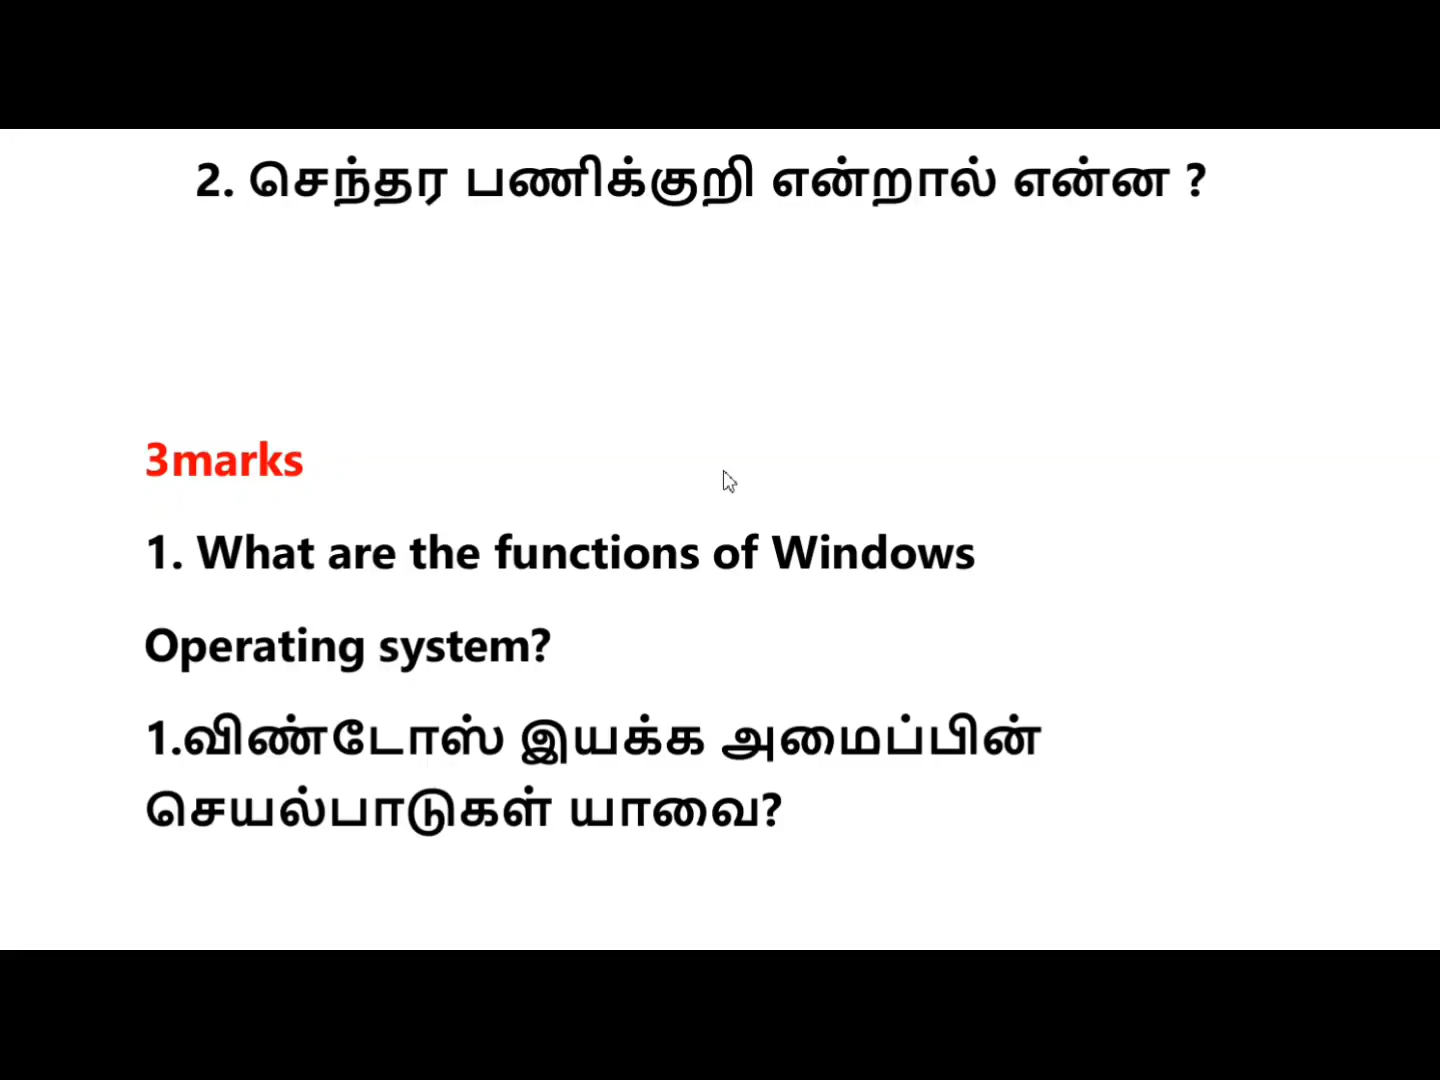 2. செந்தர பணிக்குறி என்றால் என்ன ?
3marks
1. What are the functions of Windows
Operating system?
1.விண்டோஸ் இயக்க அமைப்பின்
செயல்பாடுகள் யாவை?